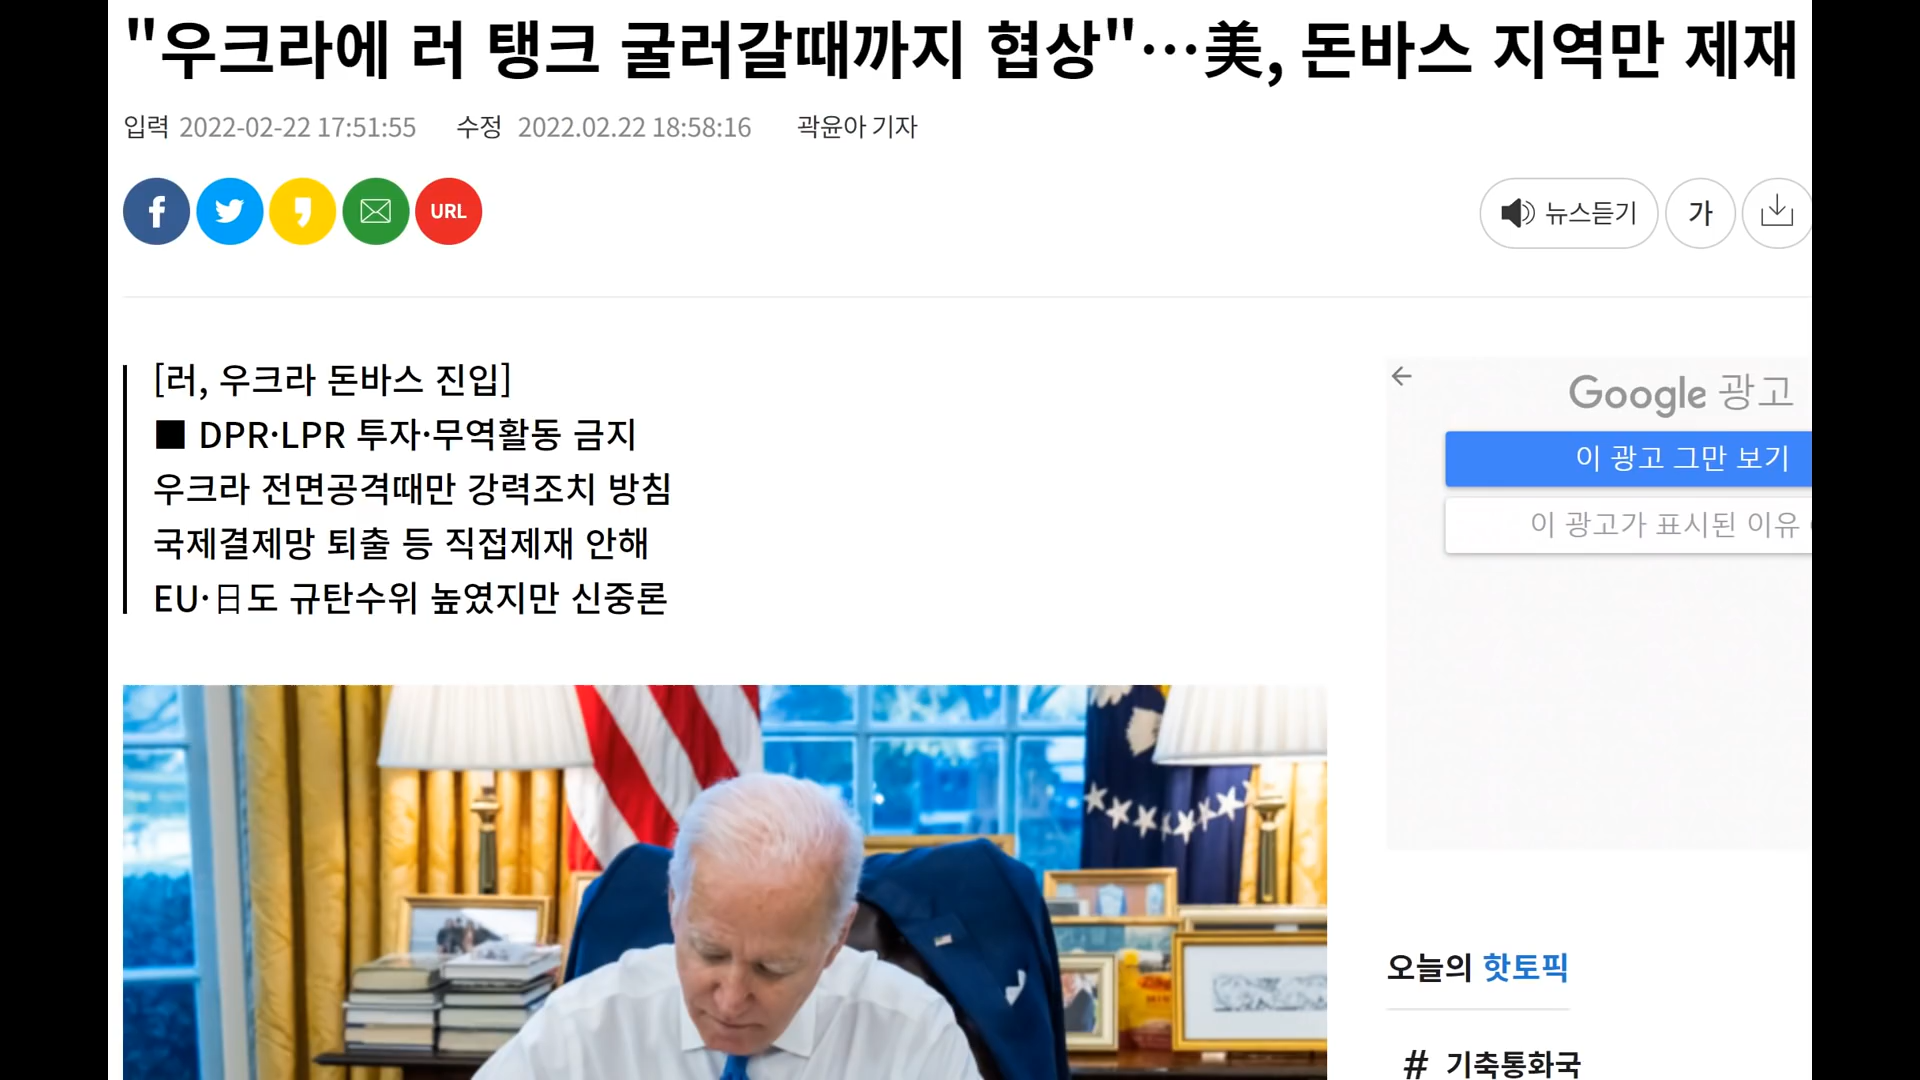 "우크라에 러 탱크 굴러갈때까지 협상"…美, 돈바스 지역만 제재
입력 2022-02-22 17:51:55 수정 2022.02.22 18:58:16 곽윤아 기자
URL
뉴스듣기 가
[러, 우크라 돈바스 진입]
■ DPR·LPR 투자·무역활동 금지
우크라 전면공격때만 강력조치 방침
국제결제망 퇴출 등 직접제재 안해
EU·日도 규탄수위 높였지만 신중론
Google 광고
이 광고 그만 보기
이 광고가 표시된 이유
오늘의 핫토픽
# 기축통화국